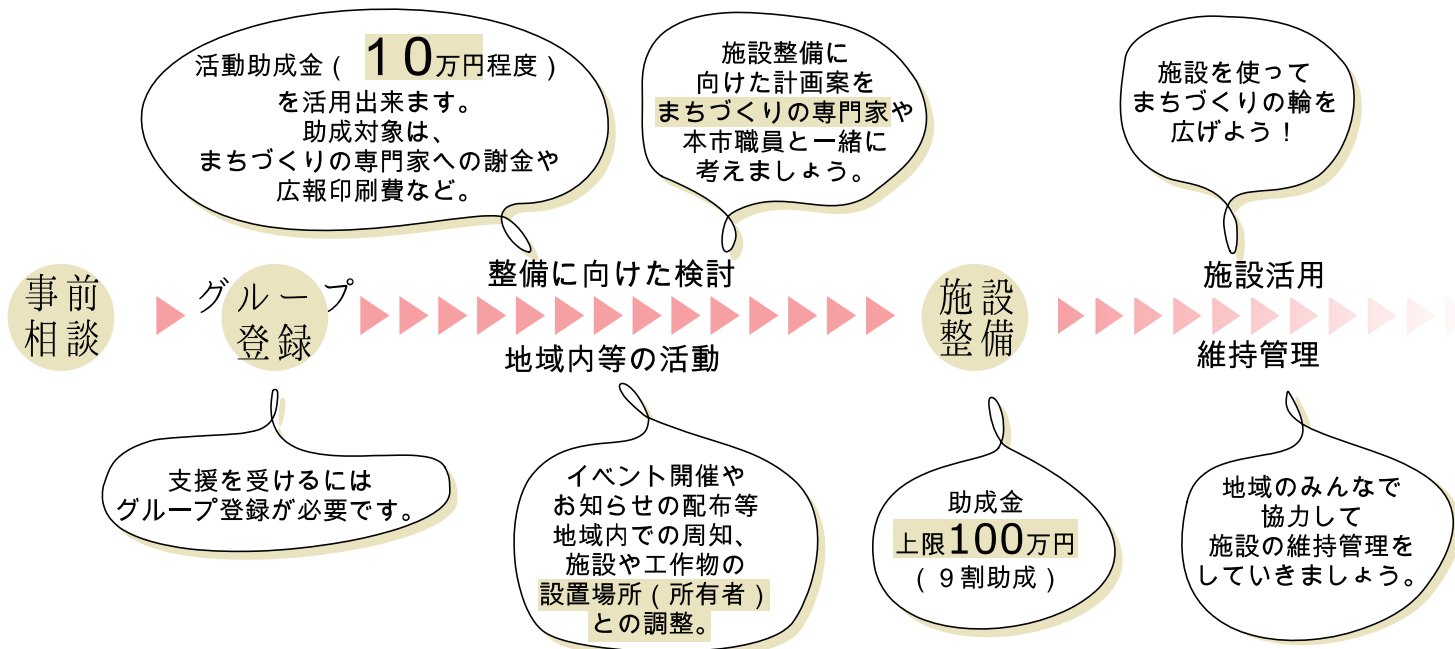 活動助成金(　１０万円程度)
を活用出来ます。
助成対象は、
まちづくりの専門家への謝金や
広報印刷費など。
施設整備に
向けた計画案を
まちづくりの専門家や
本市職員と一緒に
考えましょう。
施設を使って
まちづくりの輪を
広げよう！
事前
相談
グループ
登録
整備に向けた検討
地域内等の活動
施設
整備
施設活用
維持管理
支援を受けるには
グループ登録が必要です。
イベント開催や
お知らせの配布等
地域内での周知、
施設や工作物の
設置場所(所有者)
との調整。
助成金
上限100万円
(９割助成)
地域のみんなで
協力して
施設の維持管理を
していきましょう。